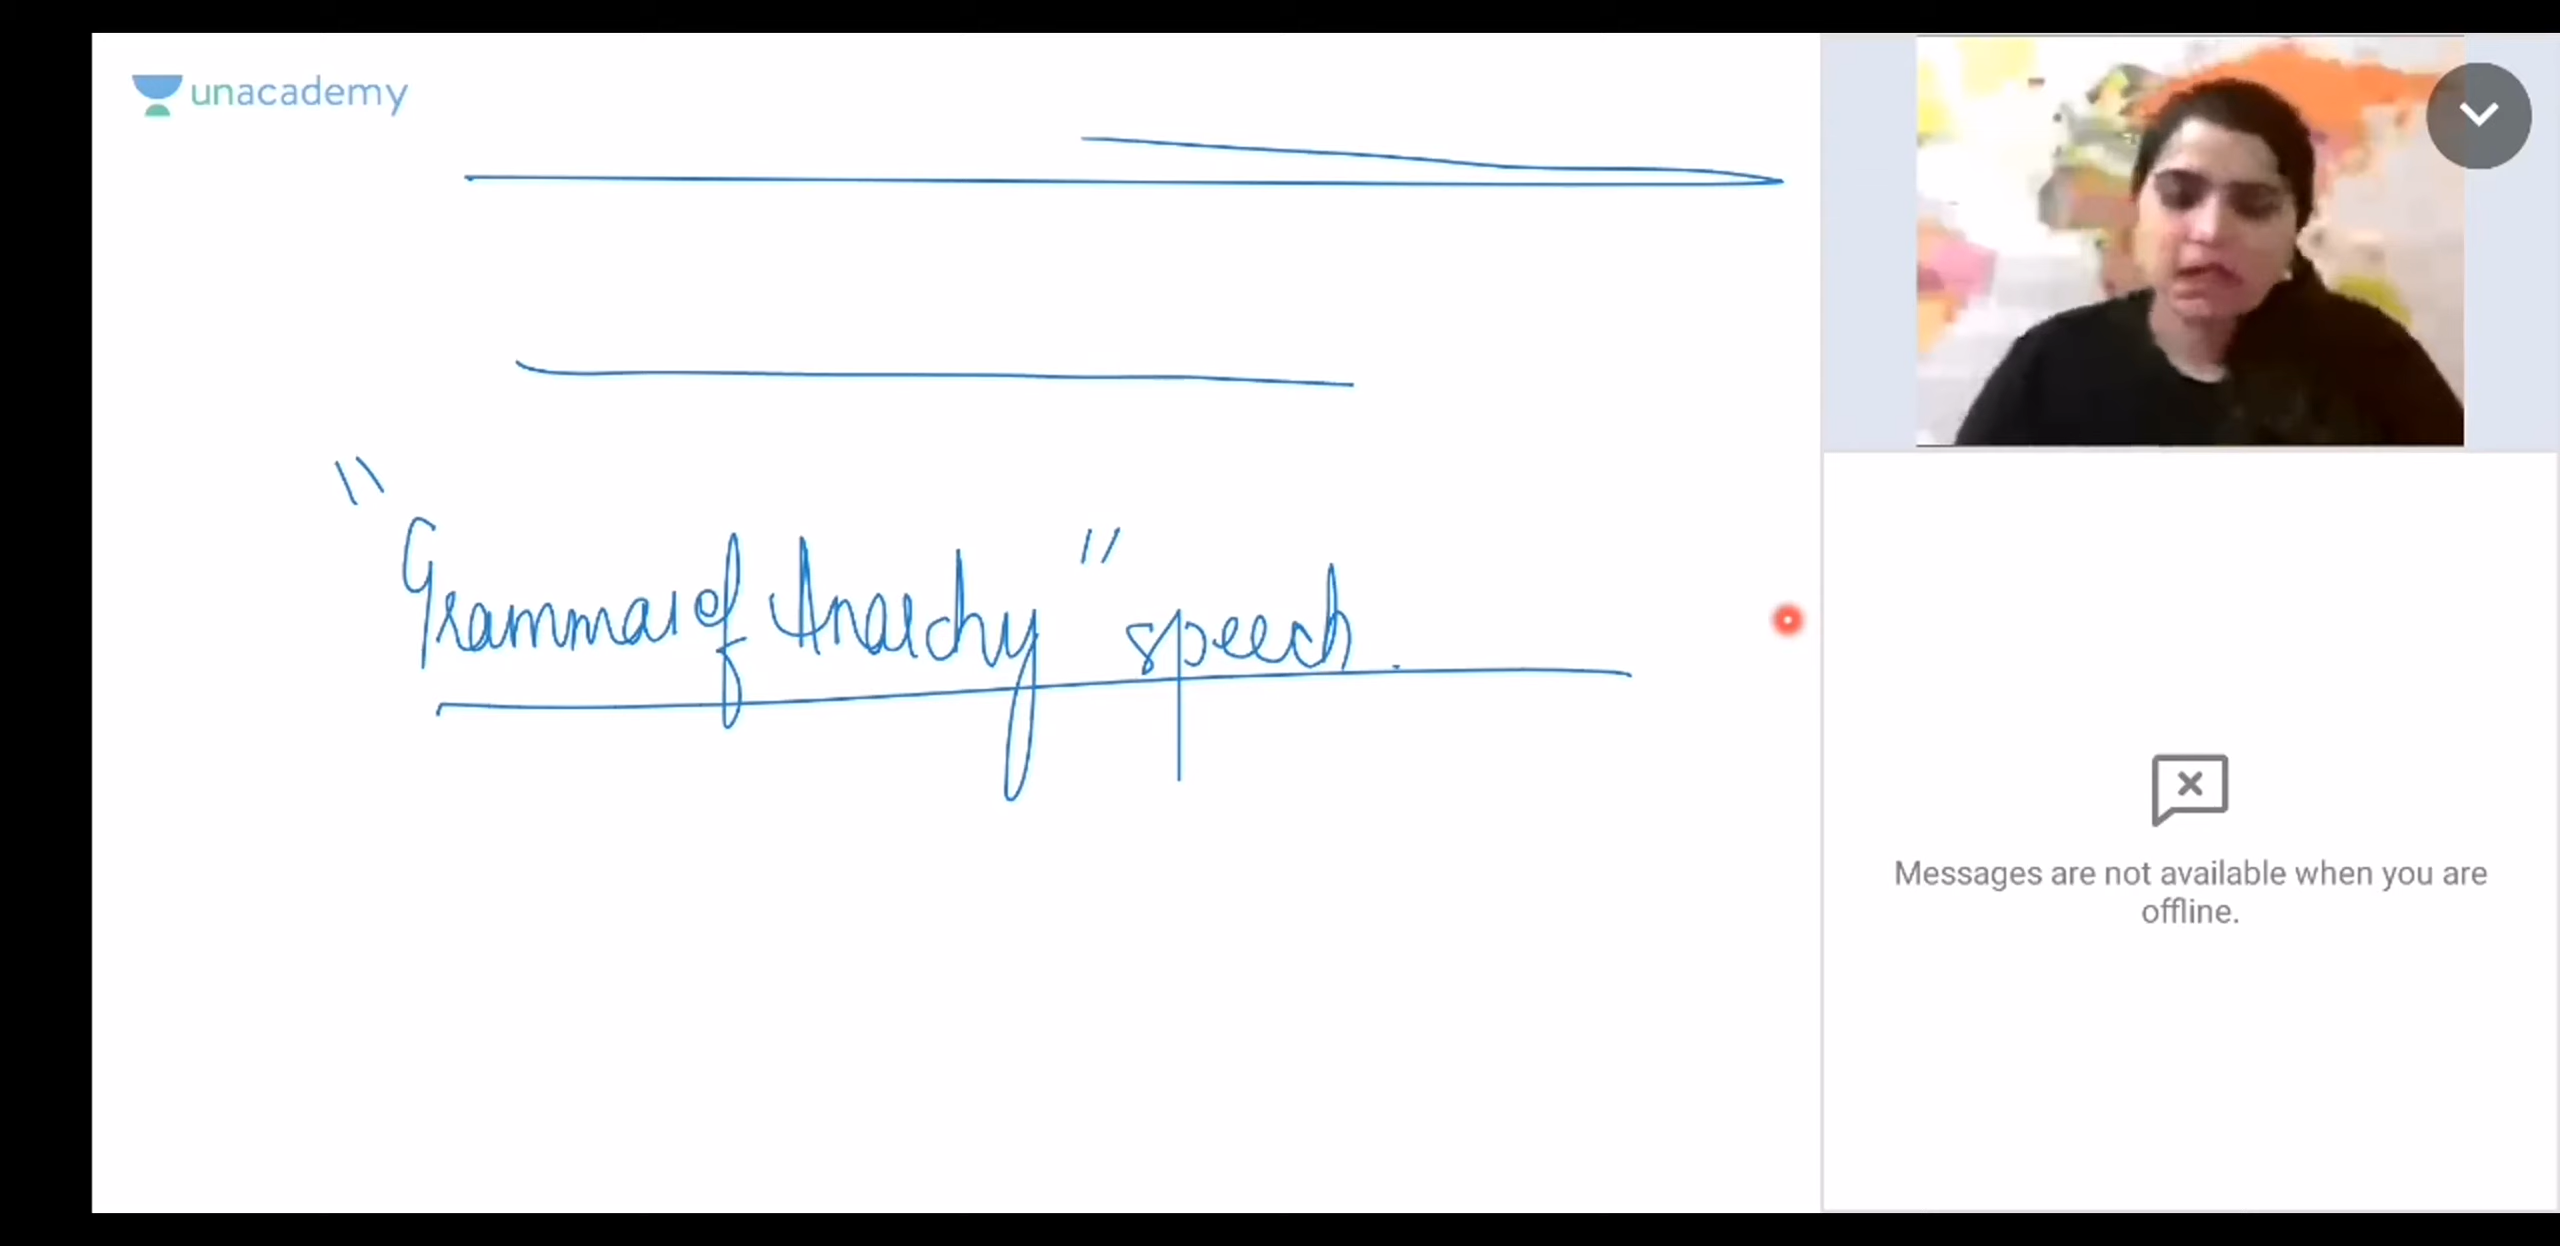 unacademy
"Grammar of Anarchy" speech.
Messages are not available when you are
offline.